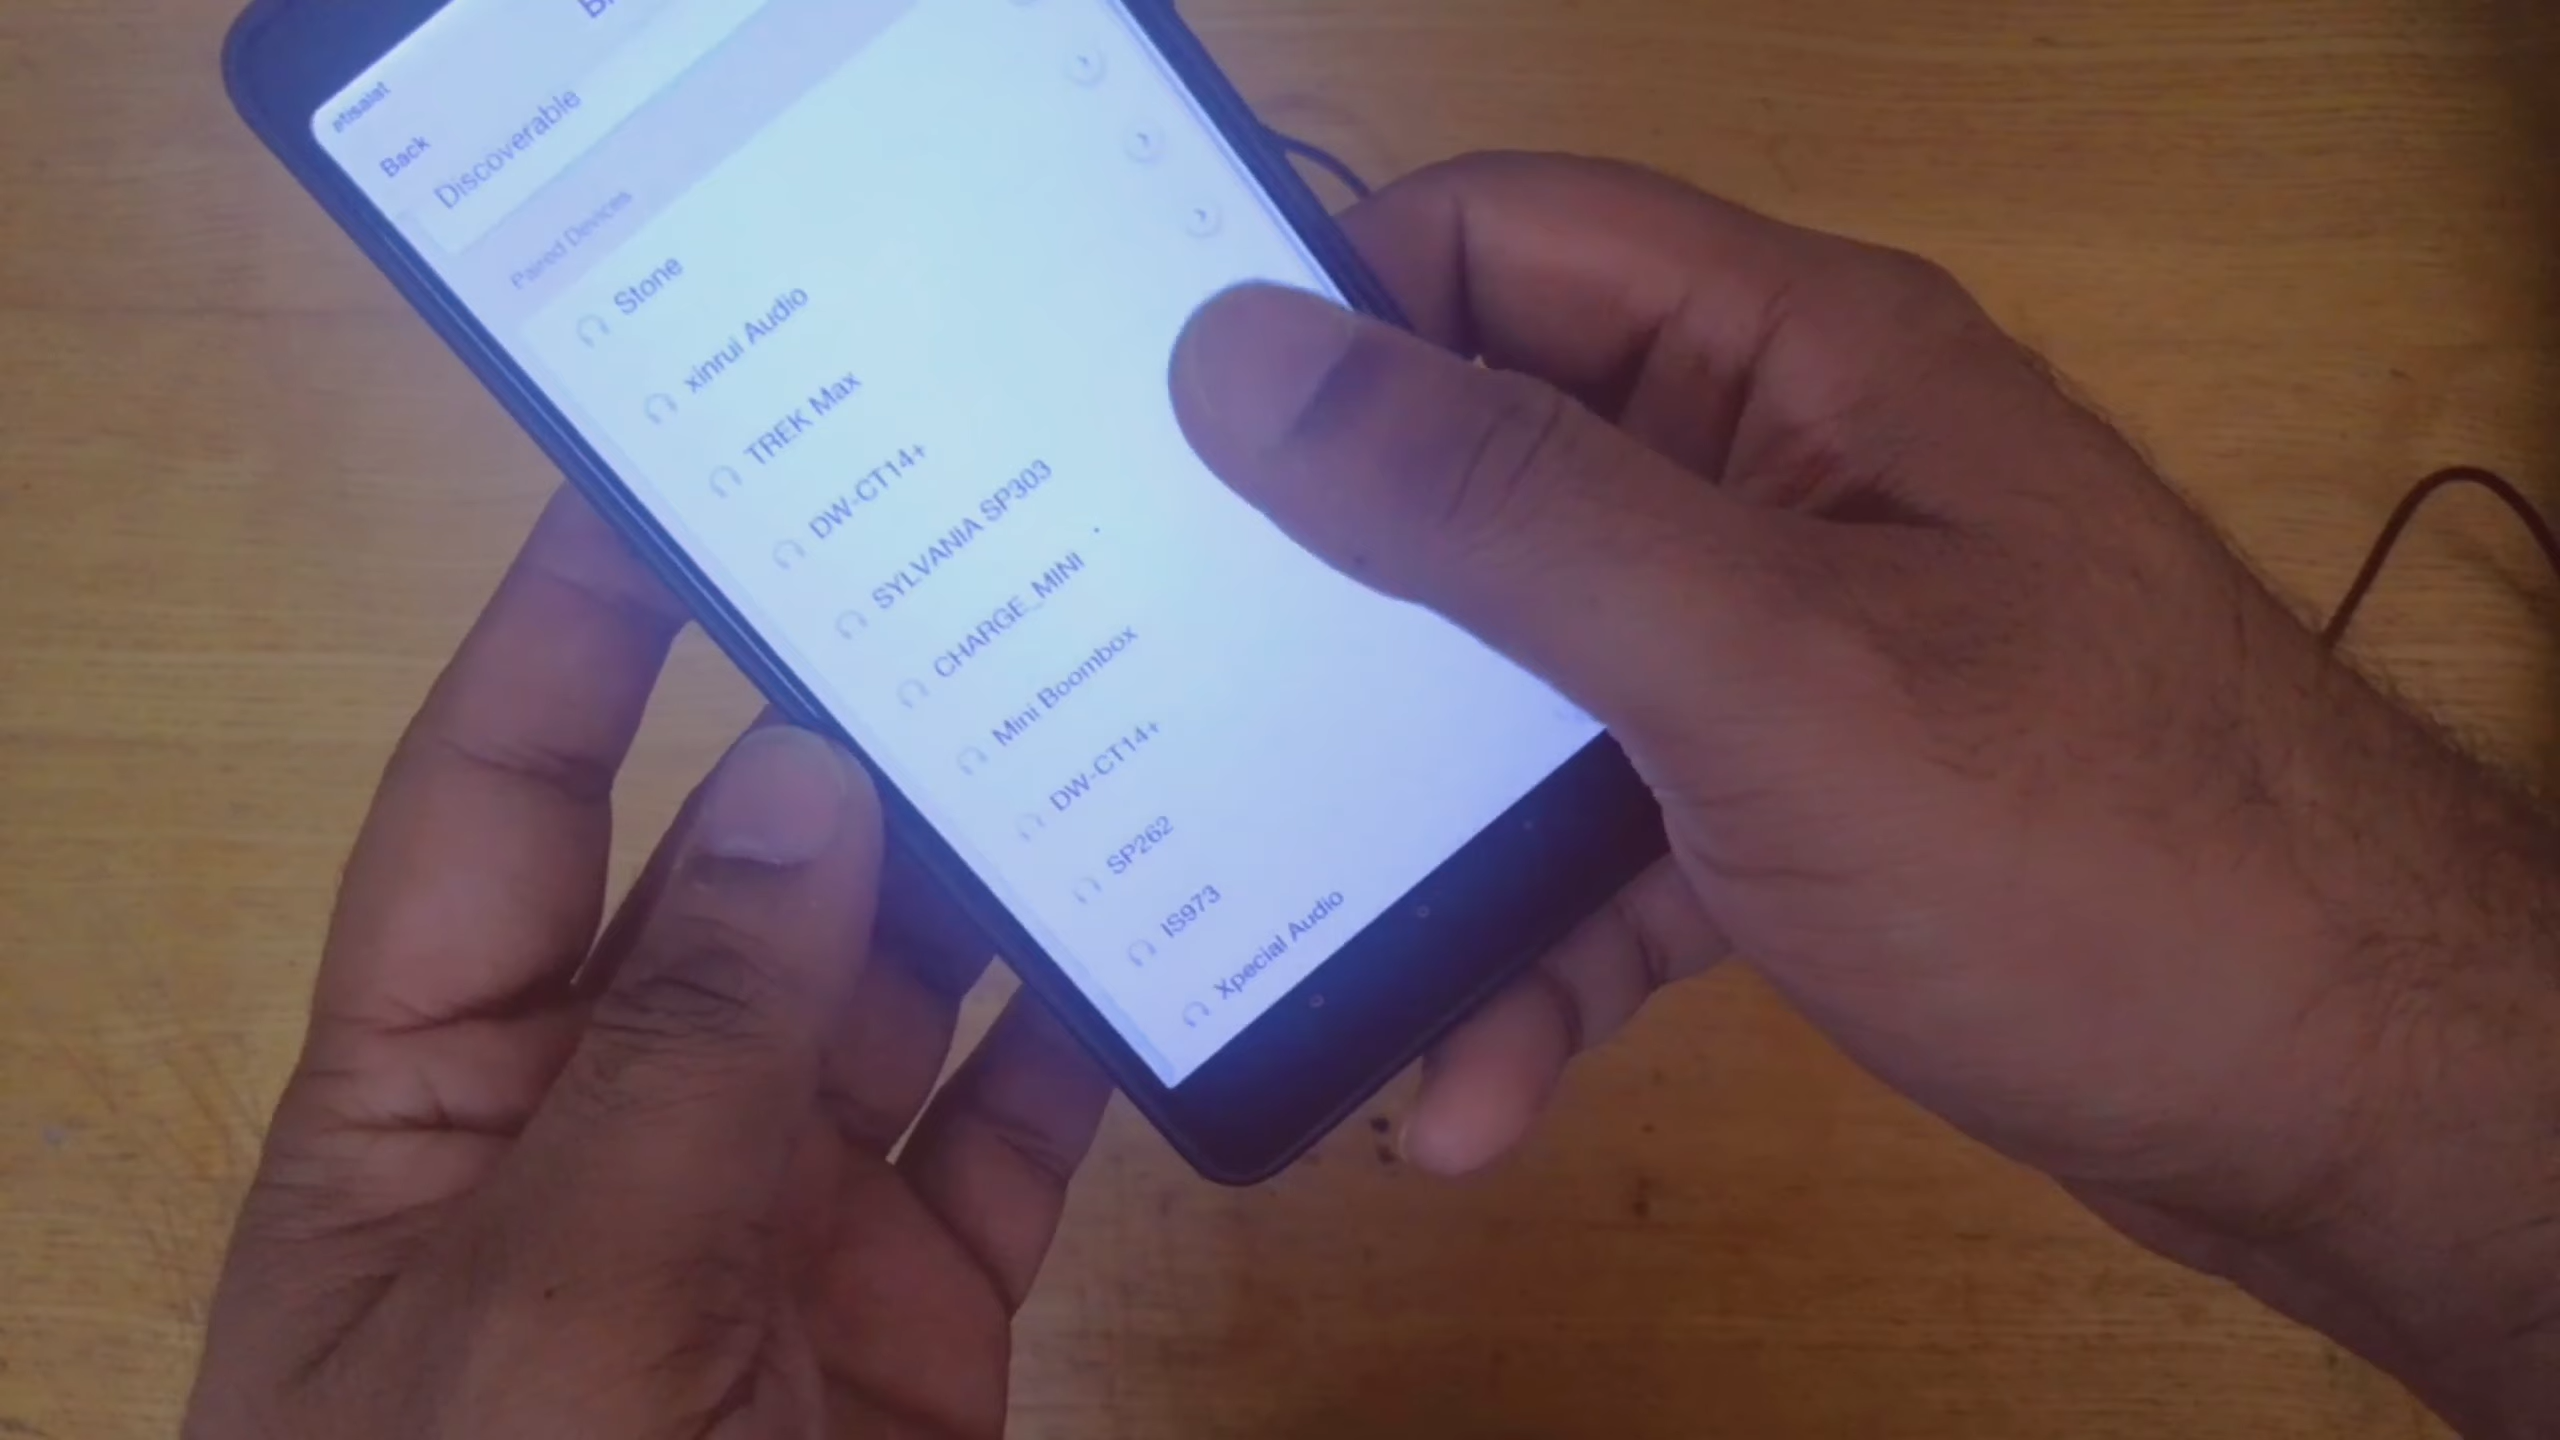 etisalat
Back
Discoverable
Paired Devices
Stone
xinrui Audio
TREK Max
DW-CT14+
SYLVANIA SP303
CHARGE_MINI
Mini Boombox
DW-CT14+
SP262
IS973
Xpecial Audio